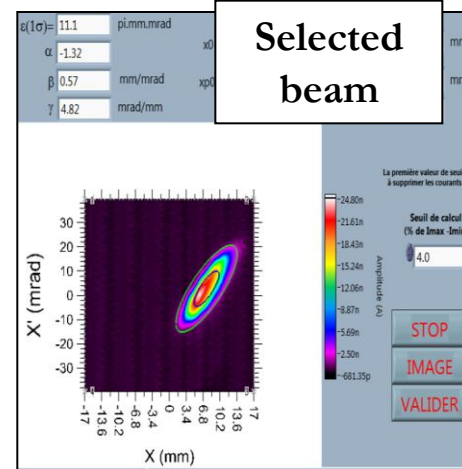 ε(1σ)= 11.1 pi.mm.mrad
α -1.32
β 0.57 mm/mrad
γ 4.82 mrad/mm
x0
xp0
Selected
beam
La première valeur de seui
à supprimer les courants
Seuil de calcul
(% de Imax -Imi
4.0
STOP
IMAGE
VALIDER
24.80n
21.61n
18.43n
15.24n
12.06n
8.87n
5.69n
2.50n
-681.35p
Amplitude (A)
X' (mrad)
30
20
10
0
-10
-20
-30
-17 -13.6 -10.2 -6.8 -3.4 0 3.4 6.8 10.2 13.6 17
X (mm)